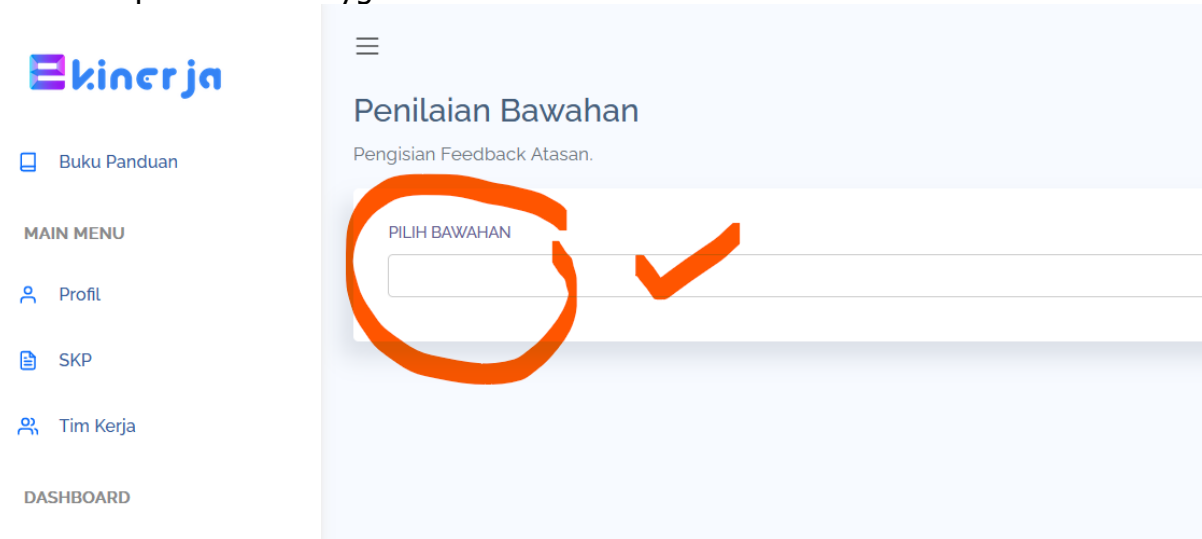 Ekinerja
Penilaian Bawahan
Pengisian Feedback Atasan.
Buku Panduan
MAIN MENU
PILIH BAWAHAN
Profil
SKP
Tim Kerja
DASHBOARD